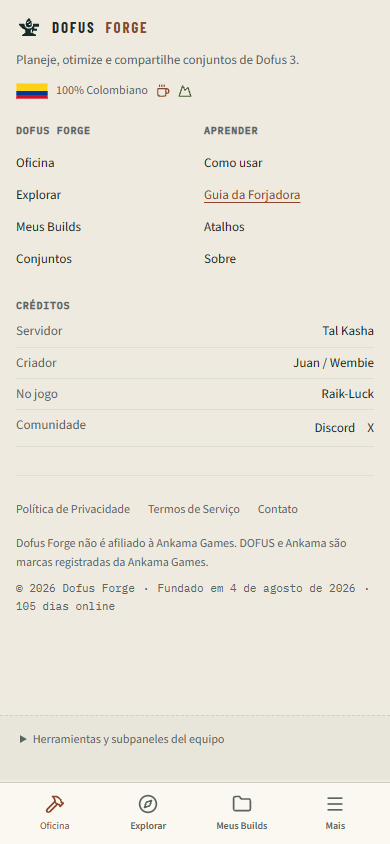 DOFUS FORGE
Planeje, otimize e compartilhe conjuntos de Dofus 3.
100% Colombiano
DOFUS FORGE
Oficina
Explorar
Meus Builds
Conjuntos
APRENDER
Como usar
Guia da Forjadora
Atalhos
Sobre
CRÉDITOS
Servidor Tal Kasha
Criador Juan / Wembie
No jogo Raik-Luck
Comunidade Discord X
Política de Privacidade Termos de Serviço Contato
Dofus Forge não é afiliado à Ankama Games. DOFUS e Ankama são
marcas registradas da Ankama Games.
© 2026 Dofus Forge · Fundado em 4 de agosto de 2026 ·
105 dias online
Herramientas y subpaneles del equipo
Oficina Explorar Meus Builds Mais